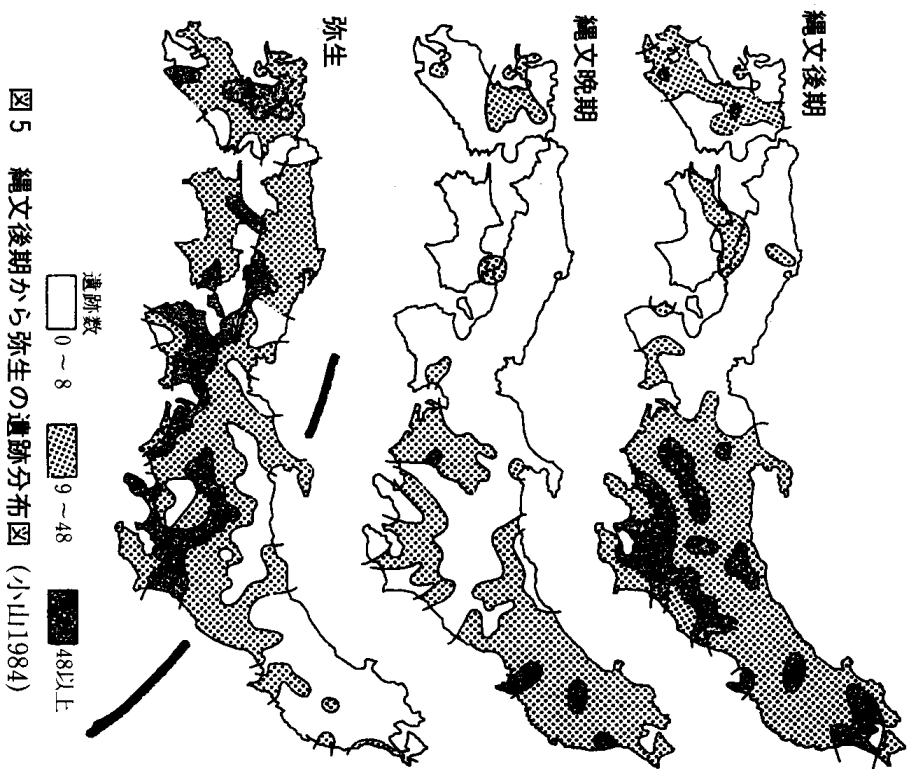 縄文後期
縄文晩期
弥生
遺跡数
0～8
9～48
48以上
図5 縄文後期から弥生の遺跡分布図（小山1984）